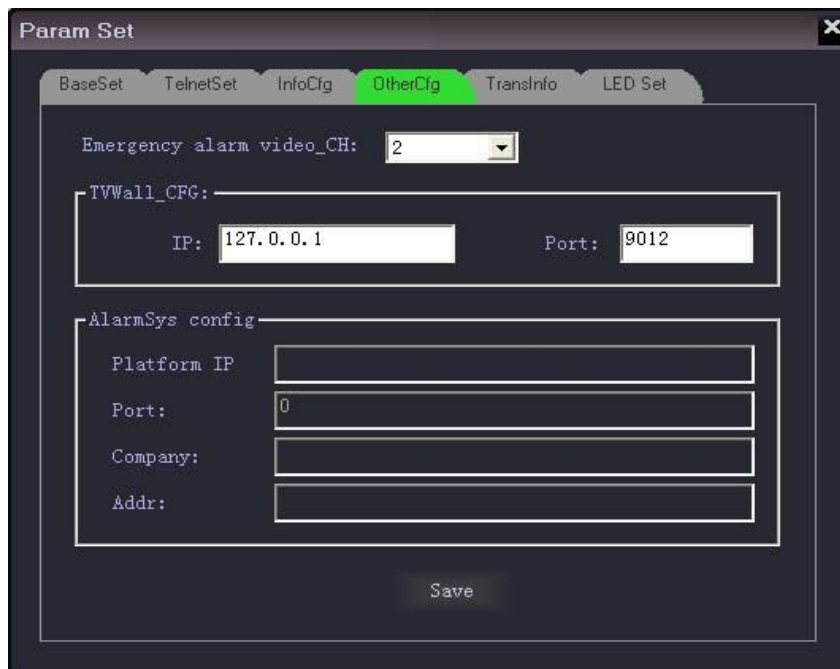 Param Set
BaseSet TelnetSet InfoCfg OtherCfg TransInfo LED Set
Emergency alarm video_CH: 2
TVWall_CFG:
IP: 127.0.0.1 Port: 9012
AlarmSys config
Platform IP
Port: 0
Company:
Addr:
Save